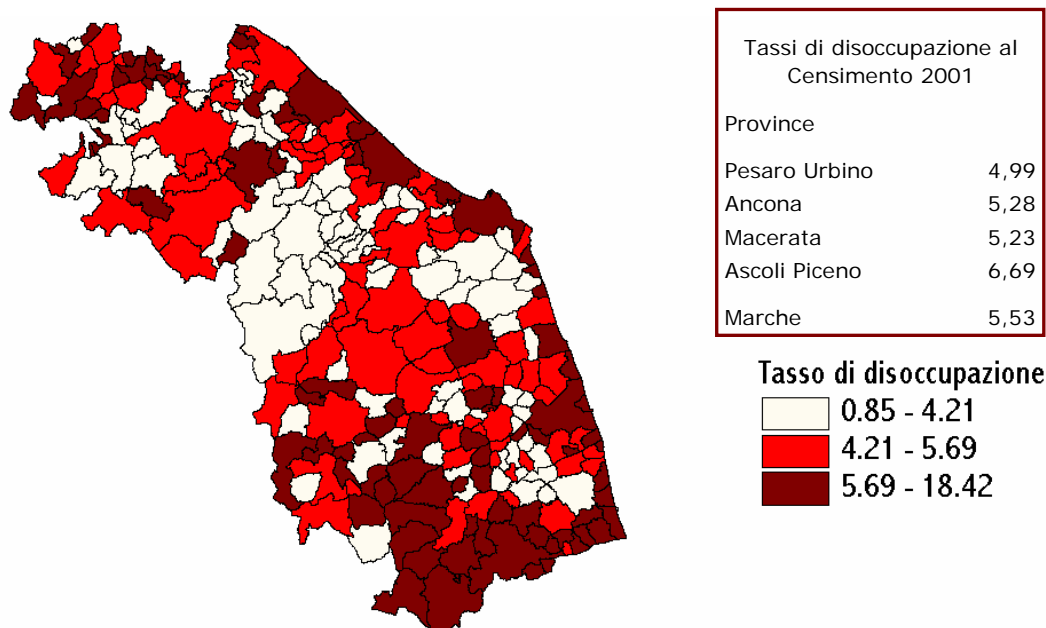 Tassi di disoccupazione al
Censimento 2001
Province
Pesaro Urbino 4,99
Ancona 5,28
Macerata 5,23
Ascoli Piceno 6,69
Marche 5,53
Tasso di disoccupazione
0.85 - 4.21
4.21 - 5.69
5.69 - 18.42